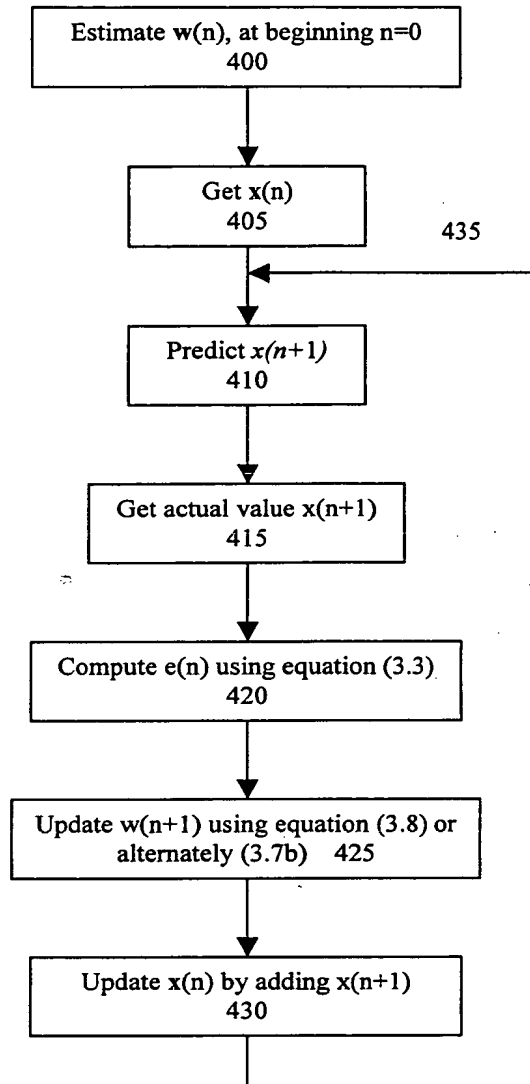 Estimate w(n), at beginning n=0
400
Get x(n)
405
435
Predict x(n+1)
410
Get actual value x(n+1)
415
Compute e(n) using equation (3.3)
420
Update w(n+1) using equation (3.8) or
alternately (3.7b) 425
Update x(n) by adding x(n+1)
430